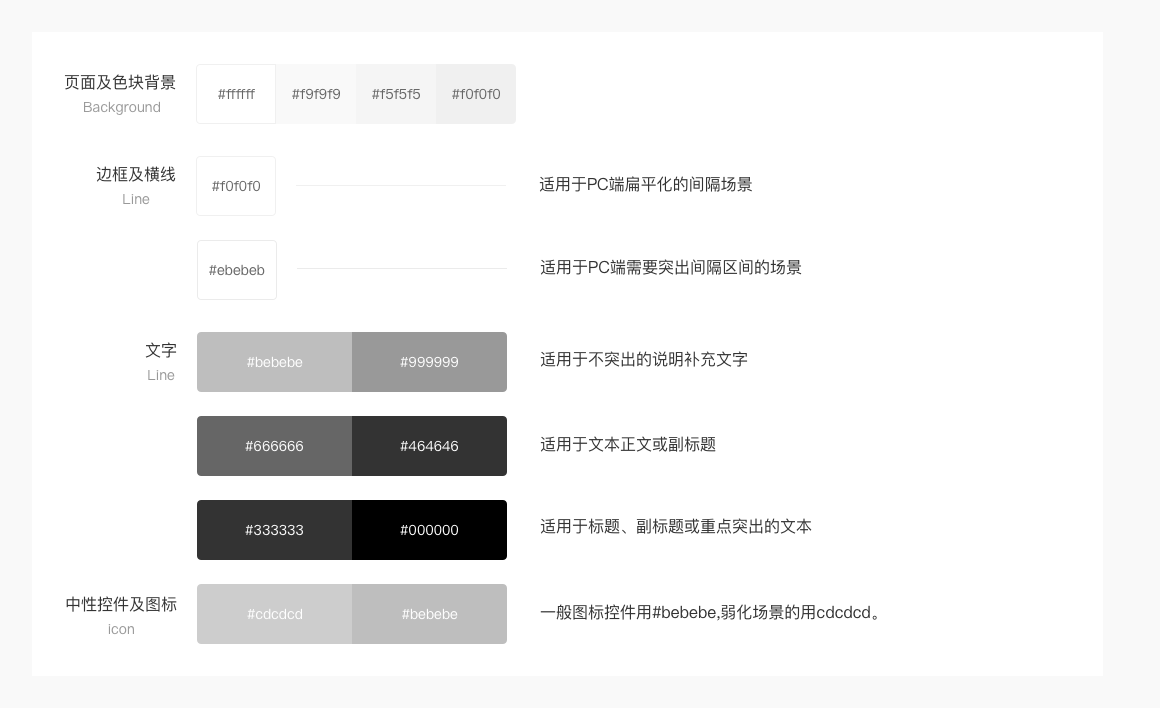 页面及色块背景
Background
#ffffff
#f9f9f9
#f5f5f5
#f0f0f0
边框及横线
Line
#f0f0f0
适用于PC端扁平化的间隔场景
#ebebeb
适用于PC端需要突出间隔区间的场景
文字
Line
#bebebe
#999999
适用于不突出的说明补充文字
#666666
#464646
适用于文本正文或副标题
#333333
#000000
适用于标题、副标题或重点突出的文本
中性控件及图标
icon
#cdcdcd
#bebebe
一般图标控件用#bebebe,弱化场景的用cdcdcd。